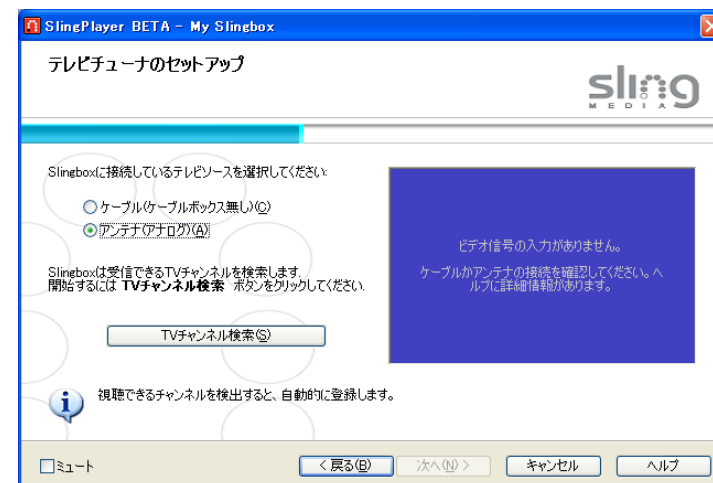 SlingPlayer BETA - My Slingbox
テレビチューナのセットアップ
sling
MEDIA
Slingboxに接続しているテレビソースを選択してください:
ケーブル(ケーブルボックス無し)(C)
アンテナ(アナログ)(A)
Slingboxは受信できるTVチャンネルを検索します.
開始するには TVチャンネル検索 ボタンをクリックしてください.
TVチャンネル検索(S)
ビデオ信号の入力がありません。
ケーブルかアンテナの接続を確認してください。ヘ
ルプに詳細情報があります。
視聴できるチャンネルを検出すると、自動的に登録します。
ミュート
< 戻る(B)
次へ(N) >
キャンセル
ヘルプ